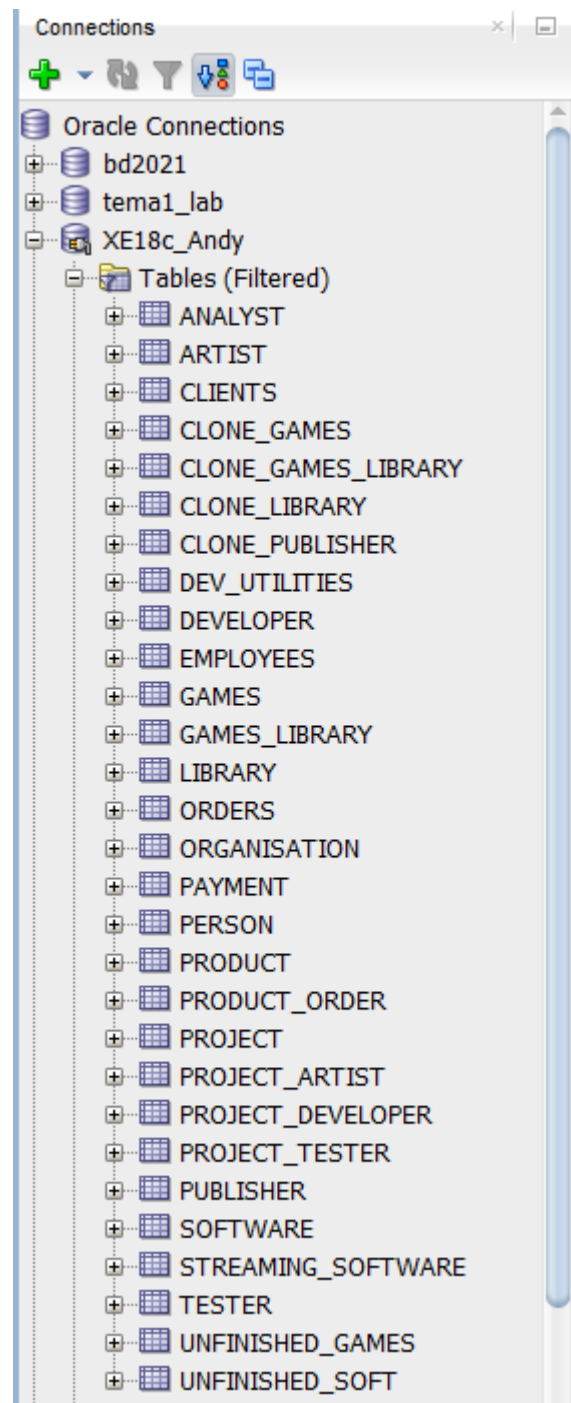 Connections
Oracle Connections
bd2021
tema1_lab
XE18c_Andy
Tables (Filtered)
ANALYST
ARTIST
CLIENTS
CLONE_GAMES
CLONE_GAMES_LIBRARY
CLONE_LIBRARY
CLONE_PUBLISHER
DEV_UTILITIES
DEVELOPER
EMPLOYEES
GAMES
GAMES_LIBRARY
LIBRARY
ORDERS
ORGANISATION
PAYMENT
PERSON
PRODUCT
PRODUCT_ORDER
PROJECT
PROJECT_ARTIST
PROJECT_DEVELOPER
PROJECT_TESTER
PUBLISHER
SOFTWARE
STREAMING_SOFTWARE
TESTER
UNFINISHED_GAMES
UNFINISHED_SOFT